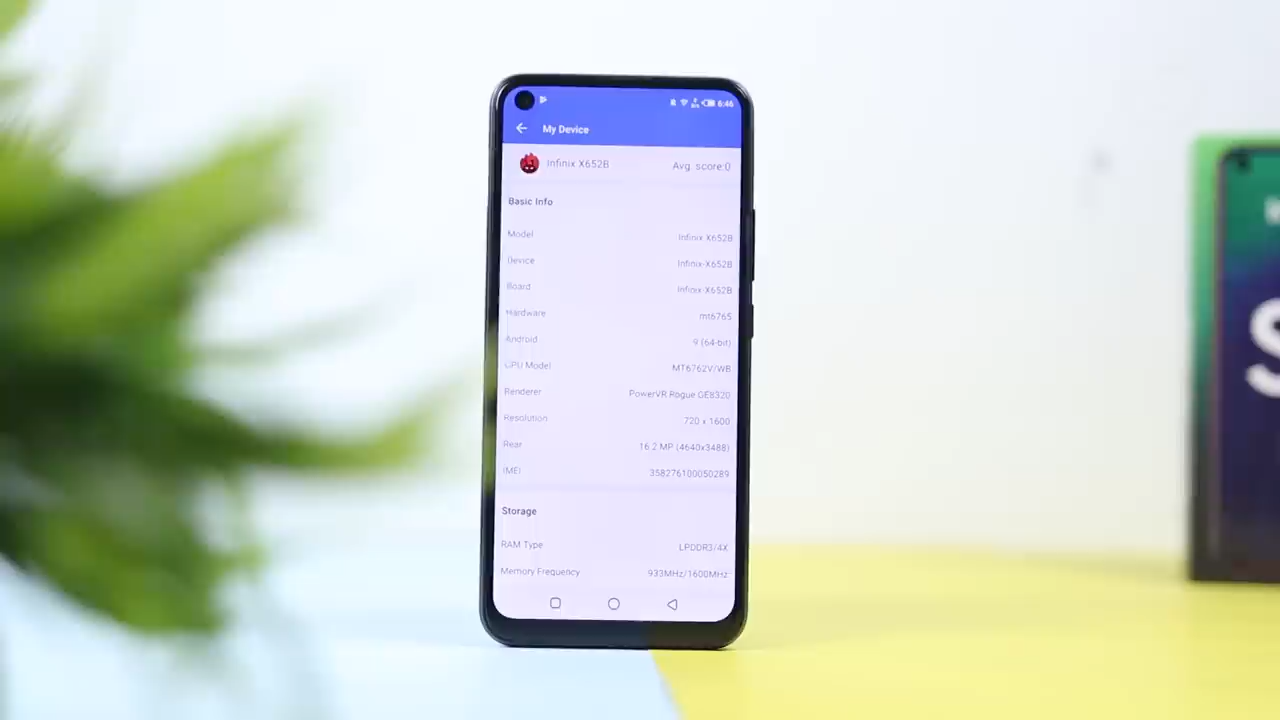 6:46
My Device
Infinix X652B Avg. score:0
Basic Info
Model Infinix X652B
Device Infinix-X652B
Board Infinix-X652B
Hardware mt6765
Android 9 (64-bit)
CPU Model MT6762V/WB
Renderer PowerVR Rogue GE8320
Resolution 720 x 1600
Rear 16.2 MP (4640x3488)
IMEI 358276100050289
Storage
RAM Type LPDDR3/4X
Memory Frequency 933MHz/1600MHz
S